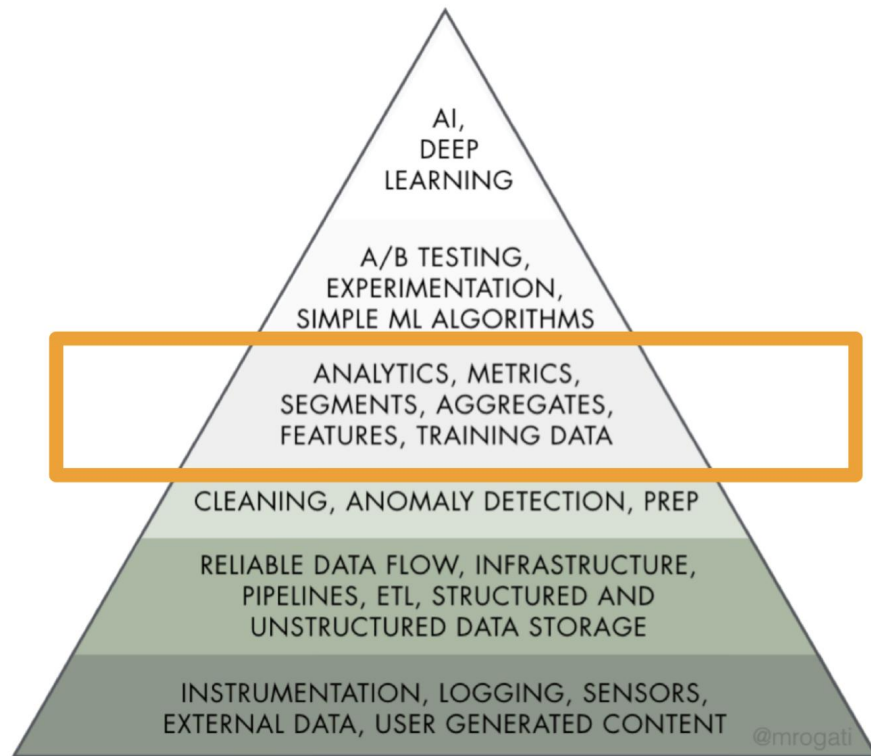 AI,
DEEP
LEARNING
A/B TESTING,
EXPERIMENTATION,
SIMPLE ML ALGORITHMS
ANALYTICS, METRICS,
SEGMENTS, AGGREGATES,
FEATURES, TRAINING DATA
CLEANING, ANOMALY DETECTION, PREP
RELIABLE DATA FLOW, INFRASTRUCTURE,
PIPELINES, ETL, STRUCTURED AND
UNSTRUCTURED DATA STORAGE
INSTRUMENTATION, LOGGING, SENSORS,
EXTERNAL DATA, USER GENERATED CONTENT
@mrogati